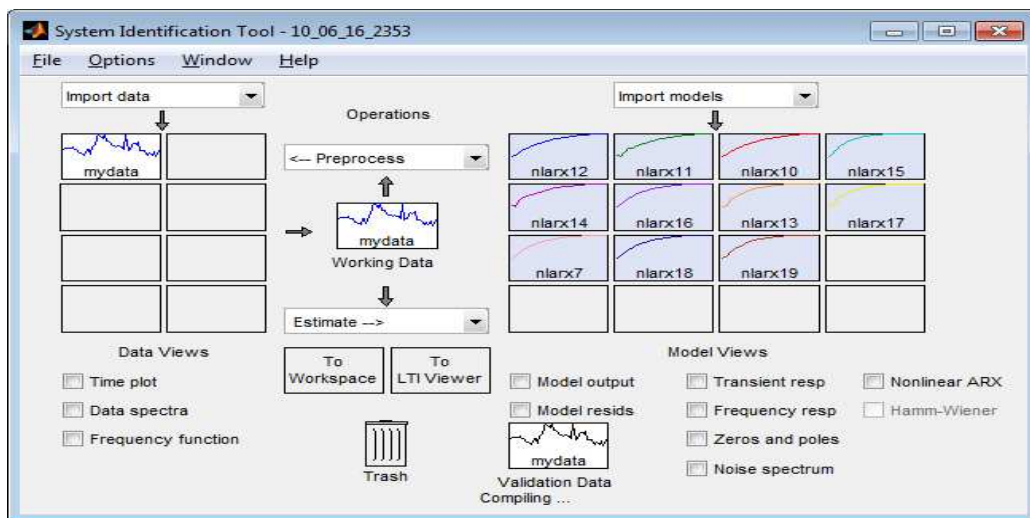 System Identification Tool - 10_06_16_2353
File Options Window Help
Import data
Operations
Import models
mydata
<-- Preprocess
nlarx12 nlarx11 nlarx10 nlarx15
mydata
Working Data
nlarx14 nlarx16 nlarx13 nlarx17
nlarx7 nlarx18 nlarx19
Estimate -->
Data Views
To Workspace
To LTI Viewer
Model Views
Time plot
Data spectra
Frequency function
Trash
Model output
Model resids
Transient resp
Frequency resp
Zeros and poles
Noise spectrum
Nonlinear ARX
Hamm-Wiener
mydata
Validation Data
Compiling ...